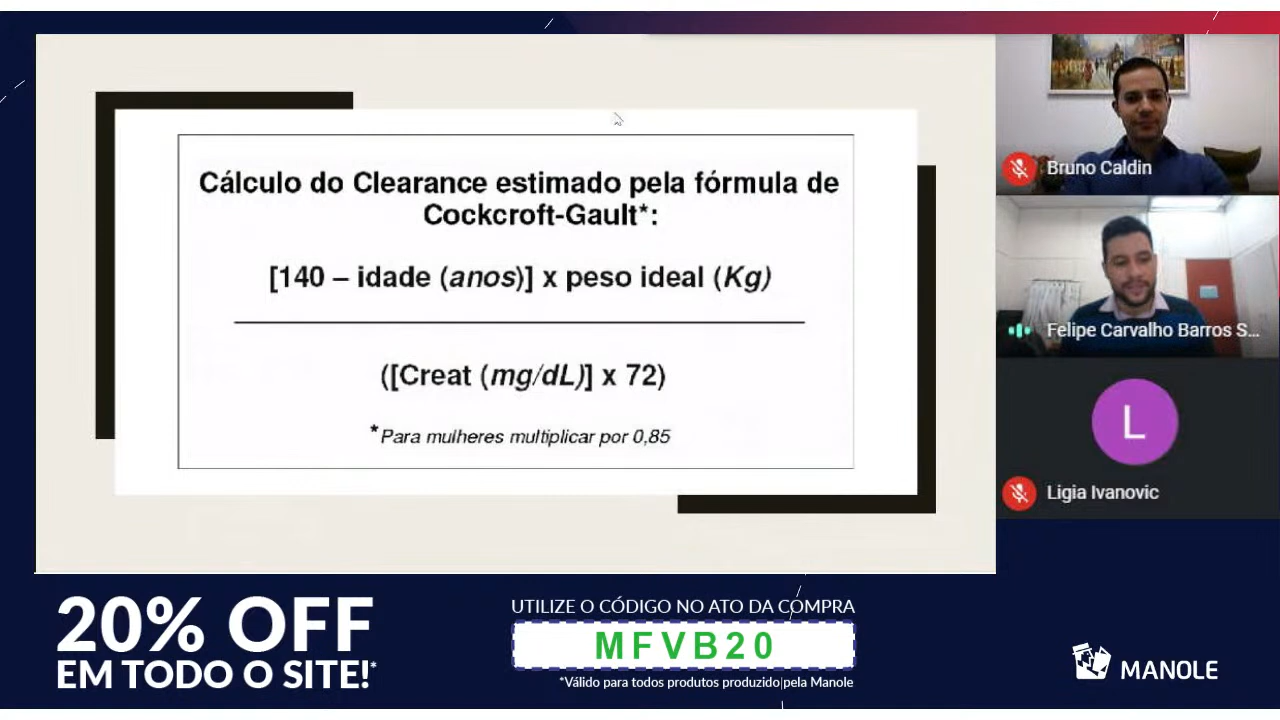 Cálculo do Clearance estimado pela fórmula de
Cockcroft-Gault*:
[140 – idade (anos)] x peso ideal (Kg)
([Creat (mg/dL)] x 72)
*Para mulheres multiplicar por 0,85
Bruno Caldin
Felipe Carvalho Barros S...
L
Ligia Ivanovic
20% OFF
EM TODO O SITE!*
UTILIZE O CÓDIGO NO ATO DA COMPRA
MFVB20
*Válido para todos produtos produzido pela Manole
MANOLE